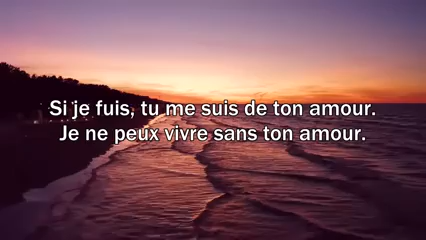 Si je fuis, tu me suis de ton amour.
Je ne peux vivre sans ton amour.